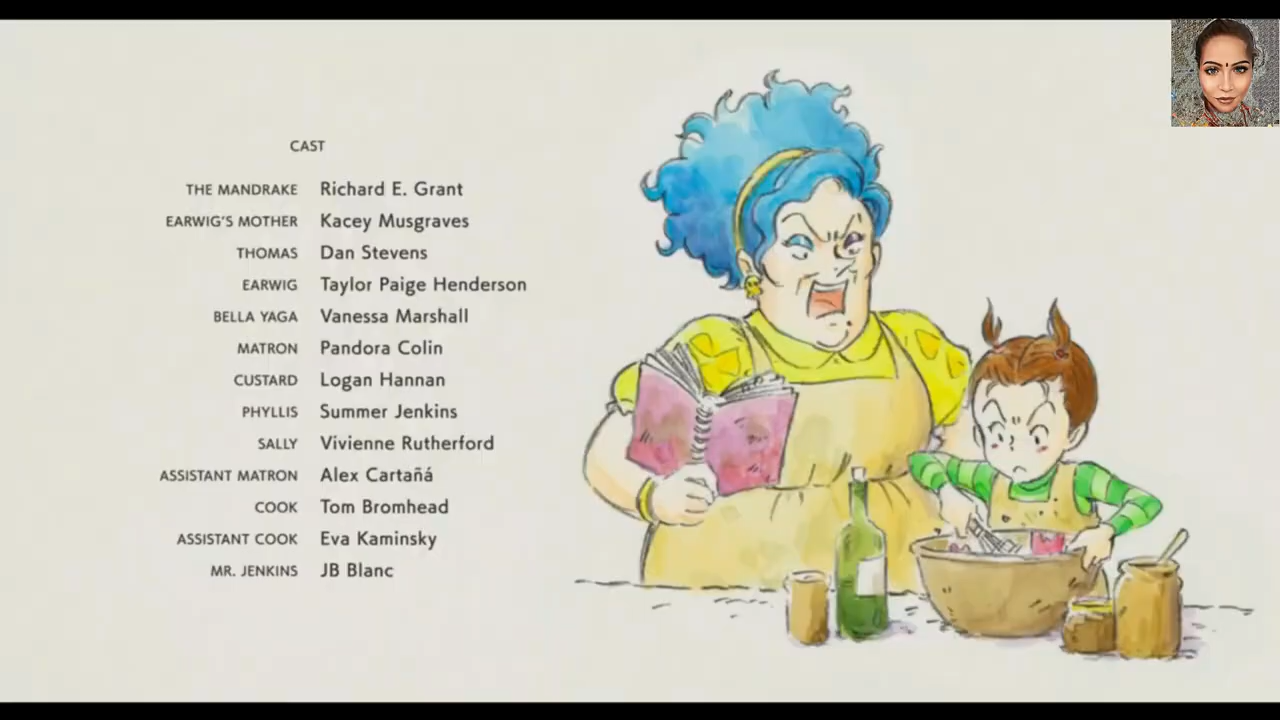 CAST
THE MANDRAKE Richard E. Grant
EARWIG'S MOTHER Kacey Musgraves
THOMAS Dan Stevens
EARWIG Taylor Paige Henderson
BELLA YAGA Vanessa Marshall
MATRON Pandora Colin
CUSTARD Logan Hannan
PHYLLIS Summer Jenkins
SALLY Vivienne Rutherford
ASSISTANT MATRON Alex Cartañá
COOK Tom Bromhead
ASSISTANT COOK Eva Kaminsky
MR. JENKINS JB Blanc